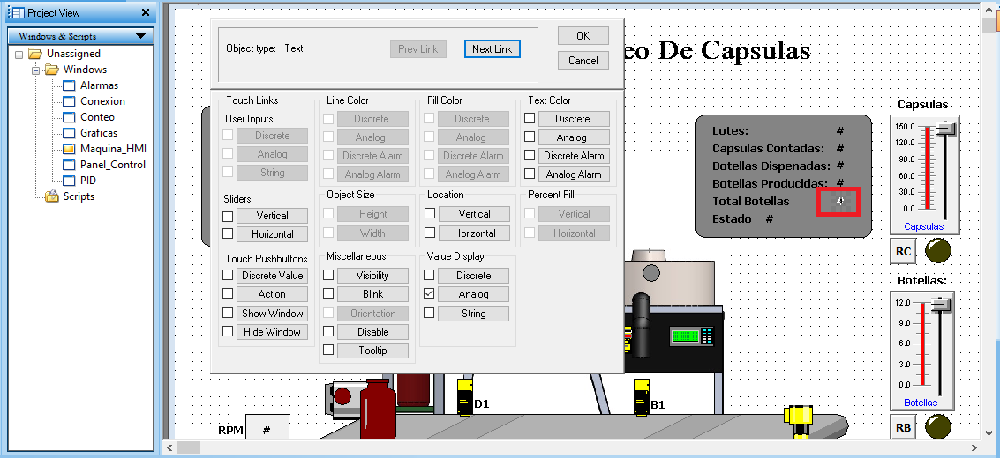 Project View
Windows & Scripts
Unassigned
Windows
Alarmas
Conexion
Conteo
Graficas
Maquina_HMI
Panel_Control
PID
Scripts
Object type: Text
Prev Link
Next Link
OK
Cancel
Touch Links
User Inputs
Discrete
Analog
String
Sliders
Vertical
Horizontal
Touch Pushbuttons
Discrete Value
Action
Show Window
Hide Window
Line Color
Discrete
Analog
Discrete Alarm
Analog Alarm
Object Size
Height
Width
Miscellaneous
Visibility
Blink
Orientation
Disable
Tooltip
Fill Color
Discrete
Analog
Discrete Alarm
Analog Alarm
Location
Vertical
Horizontal
Value Display
Discrete
Analog
String
Text Color
Discrete
Analog
Discrete Alarm
Analog Alarm
Percent Fill
Vertical
Horizontal
eo De Capsulas
Lotes: #
Capsulas Contadas: #
Botellas Dispenadas: #
Botellas Producidas: #
Total Botellas #
Estado #
Capsulas
150.0
120.0
90.0
60.0
30.0
0.0
Capsulas
RC
Botellas:
12.0
9.0
6.0
3.0
0.0
Botellas
RB
D1
B1
RPM #